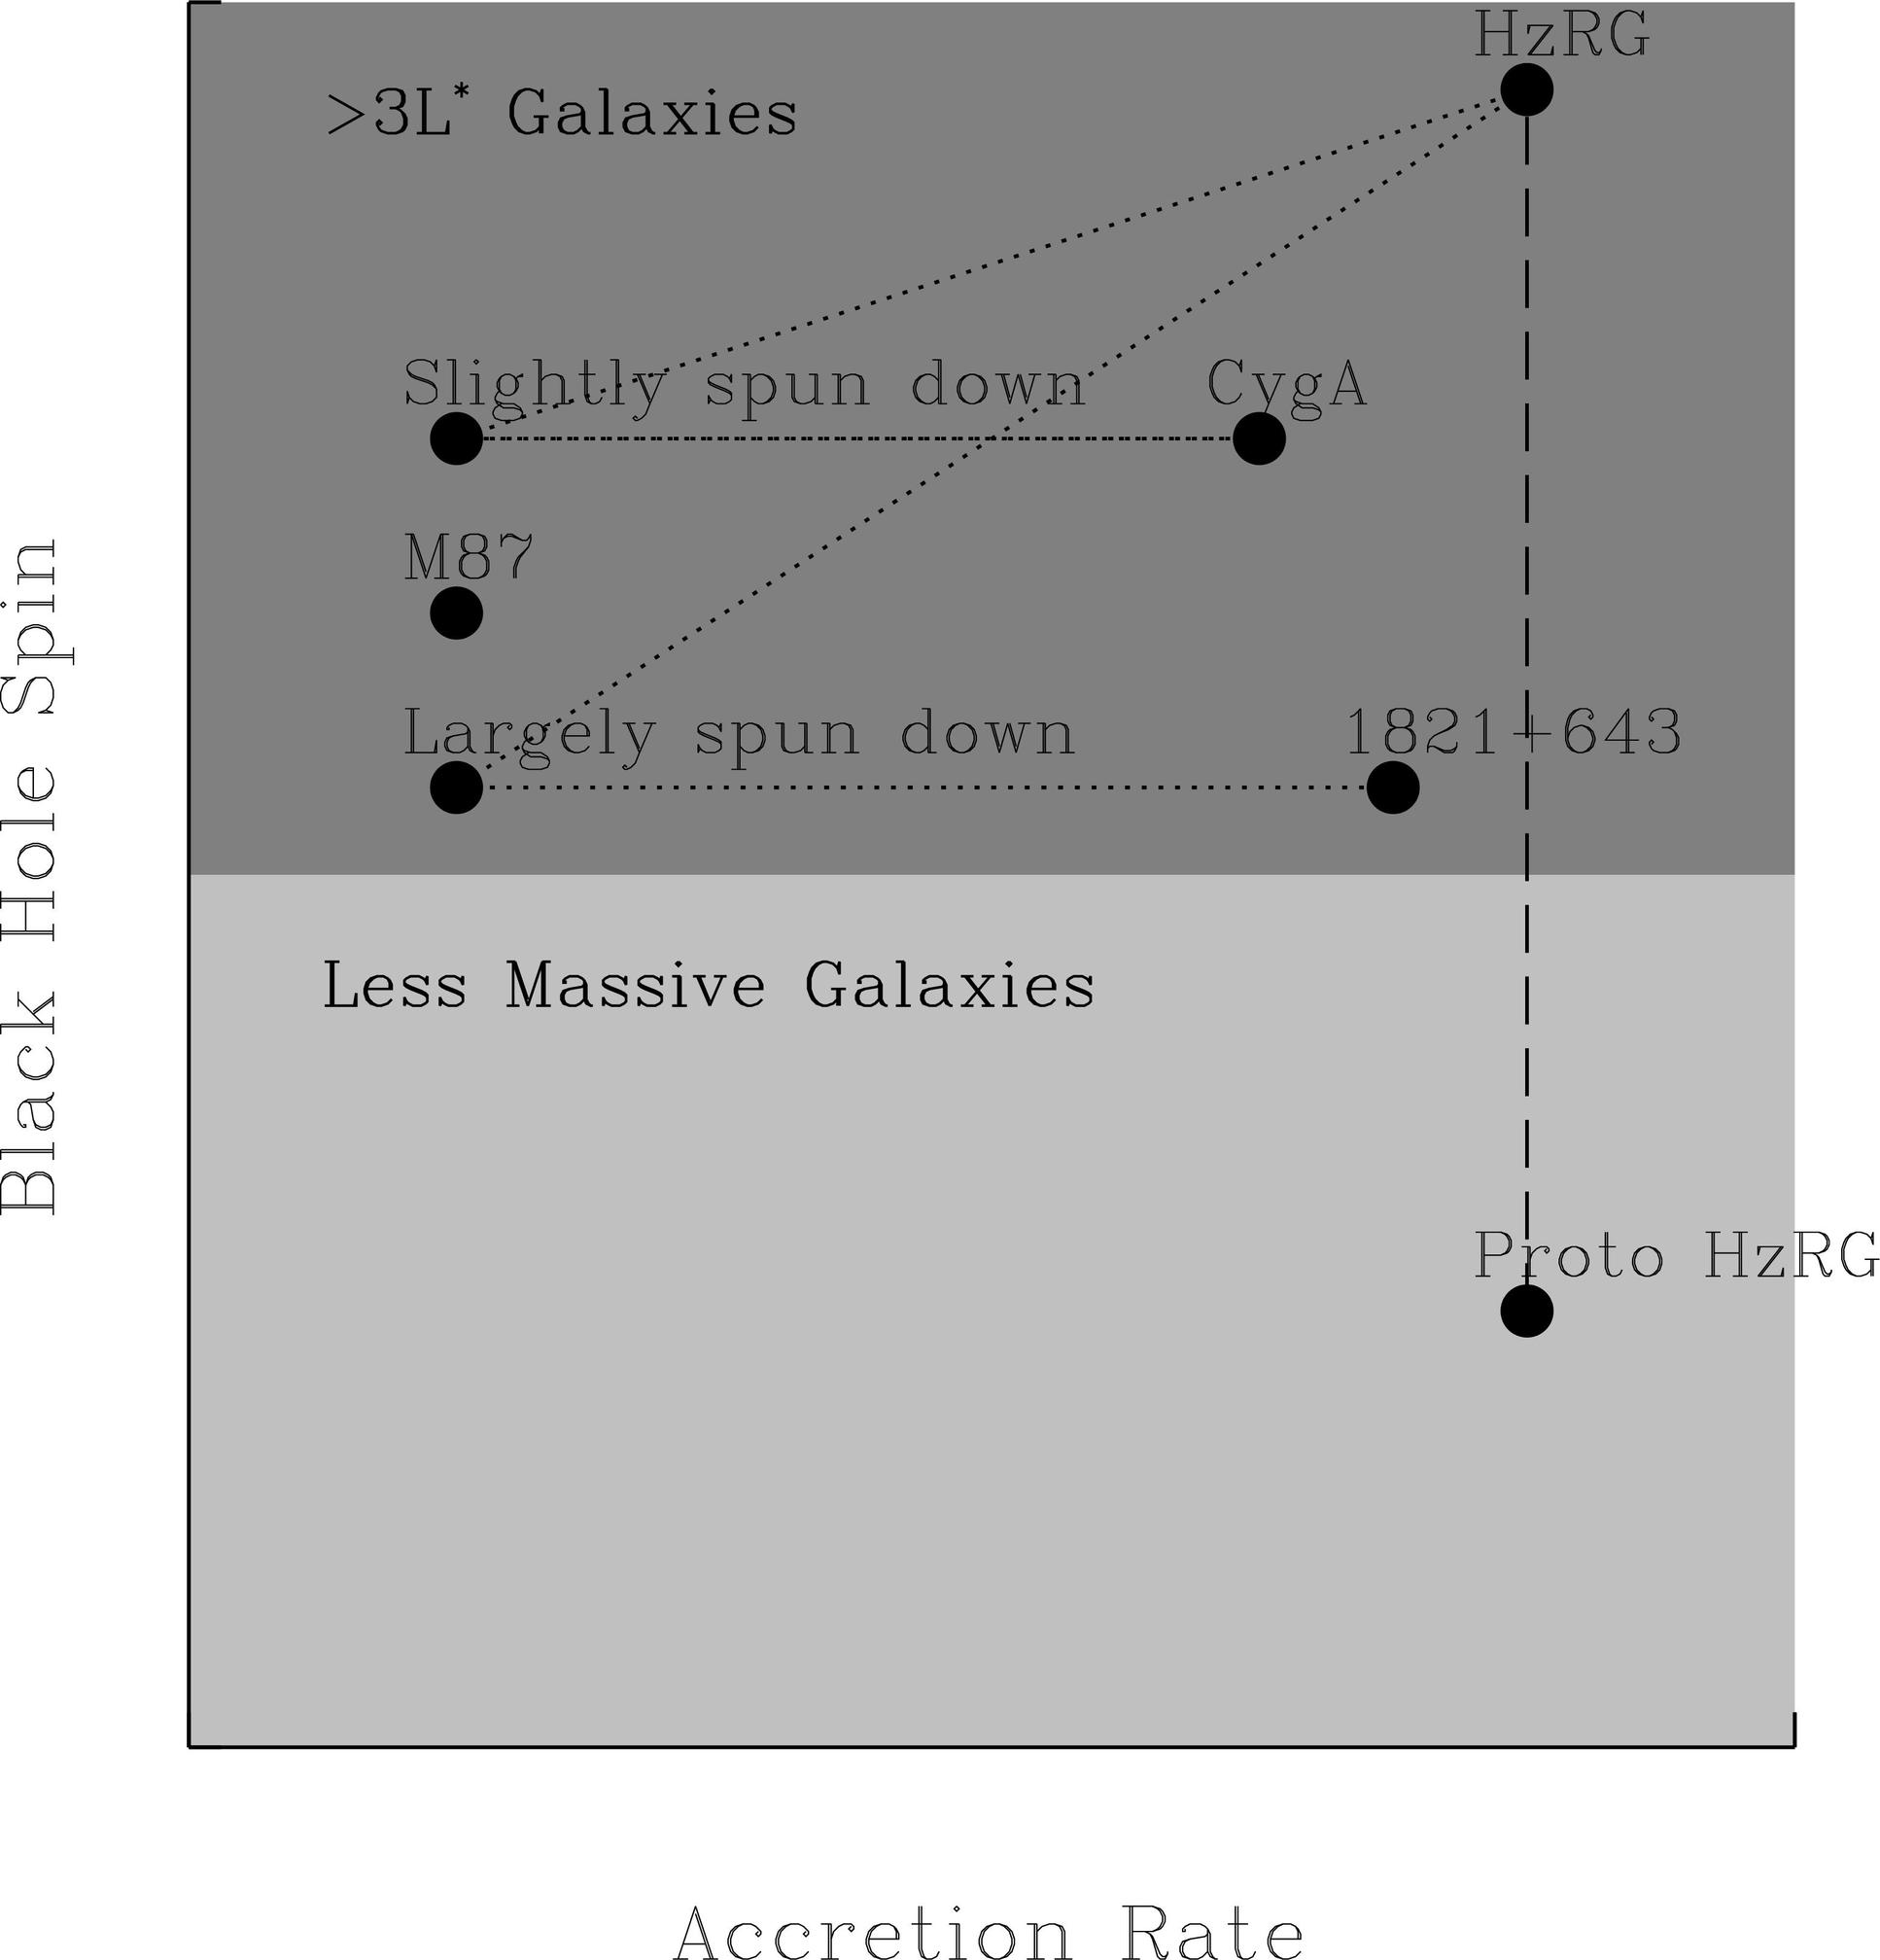 HzRG
>3L* Galaxies
Slightly spun down
CygA
M87
Largely spun down
1821+643
Less Massive Galaxies
Proto HzRG
Black Hole Spin
Accretion Rate